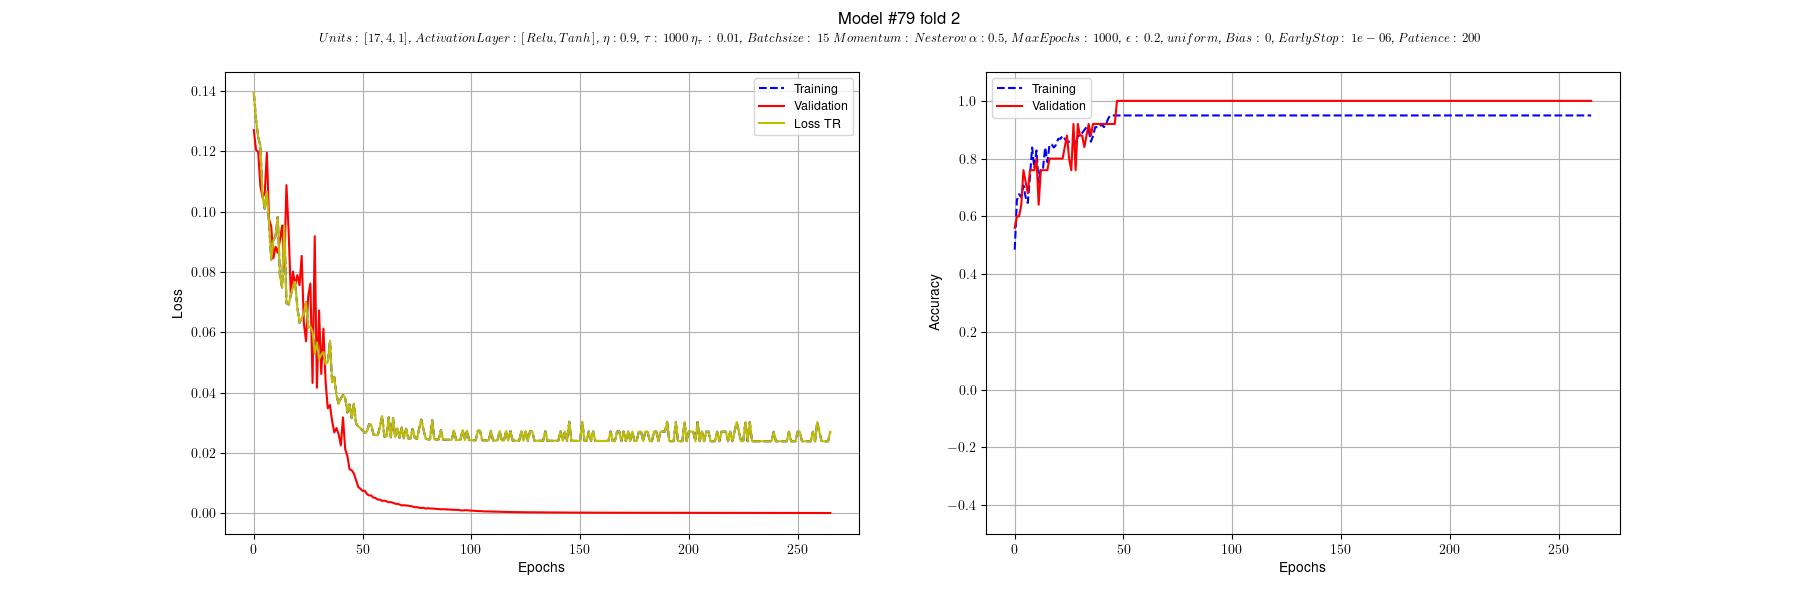 Model #79 fold 2
Units : [17, 4, 1], ActivationLayer : [Relu, Tanh], η : 0.9, τ : 1000 η_τ : 0.01, Batchsize : 15 Momentum : Nesterov α : 0.5, MaxEpochs : 1000, ϵ : 0.2, uniform, Bias : 0, EarlyStop : 1e − 06, Patience : 200
Training
Validation
Loss TR
0.14
0.12
0.10
0.08
0.06
0.04
0.02
0.00
Loss
0
50
100
150
200
250
Epochs
Training
Validation
1.0
0.8
0.6
0.4
0.2
0.0
−0.2
−0.4
Accuracy
0
50
100
150
200
250
Epochs